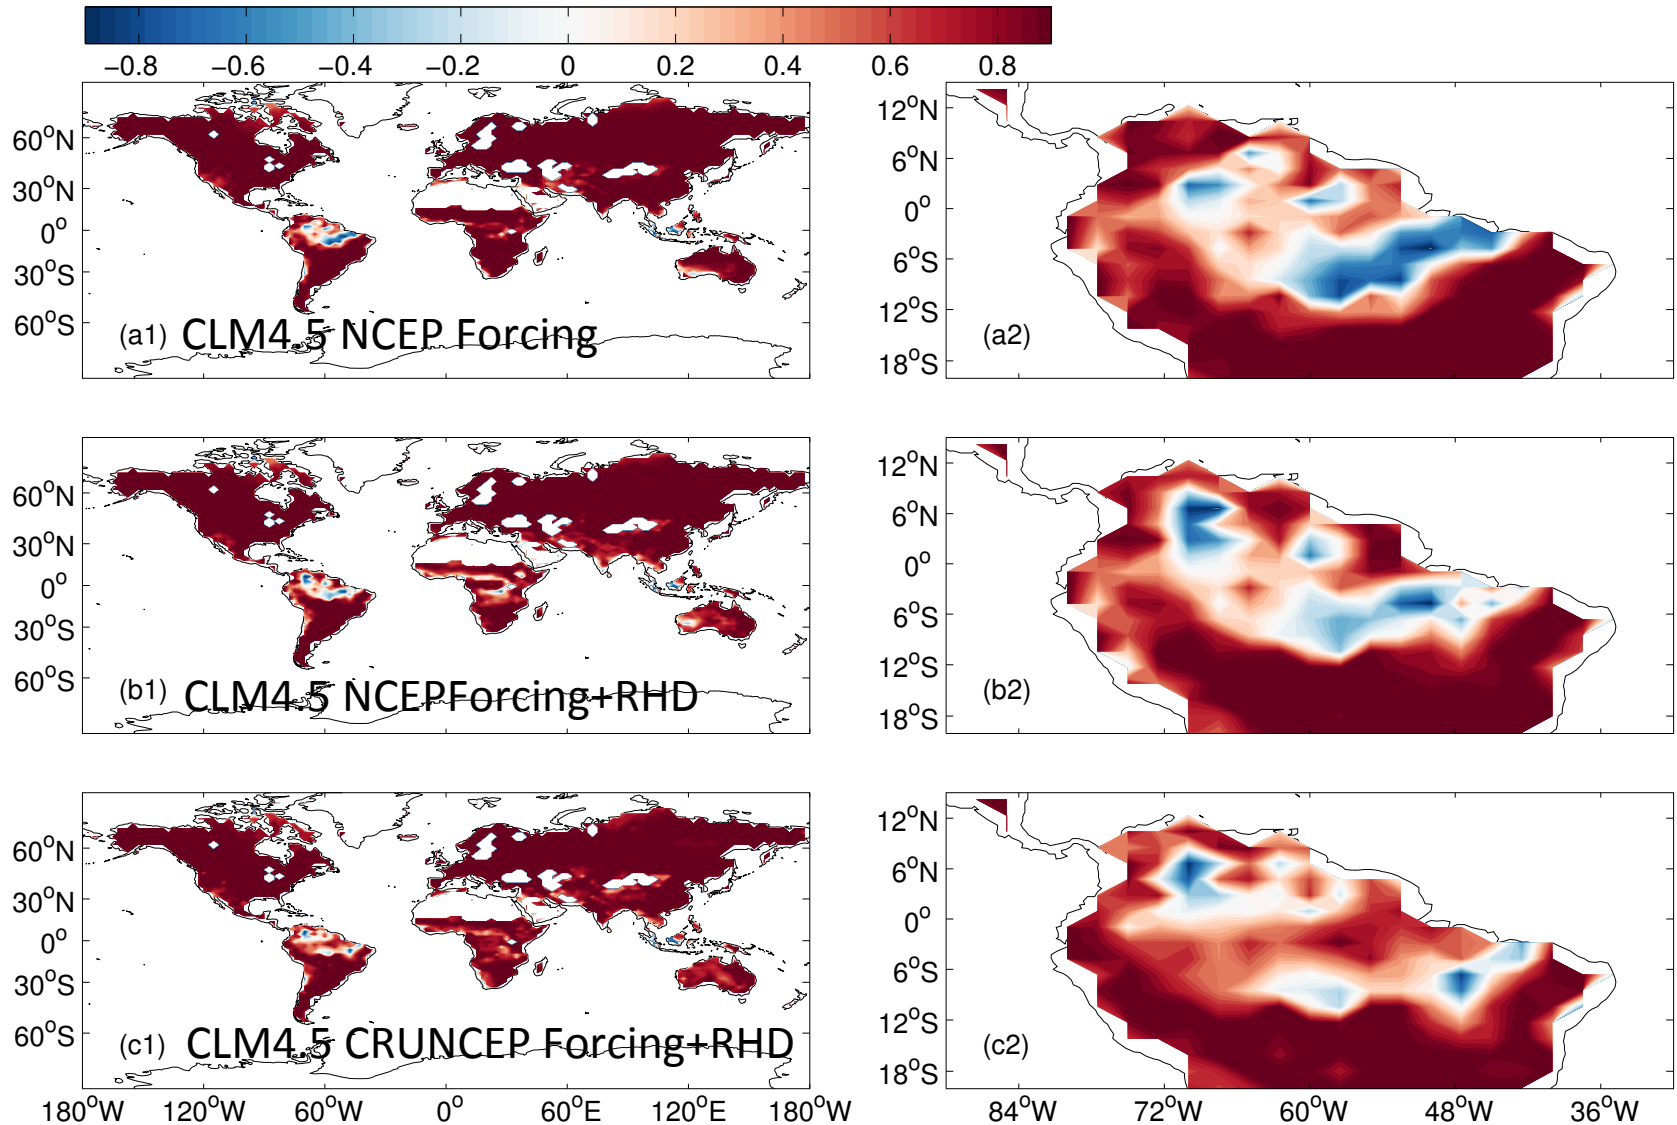 −0.8 −0.6 −0.4 −0.2 0 0.2 0.4 0.6 0.8
60°N
30°N
0°
30°S
60°S
(a1) CLM4.5 NCEP Forcing
12°N
6°N
0°
6°S
12°S
18°S
(a2)
60°N
30°N
0°
30°S
60°S
(b1) CLM4.5 NCEPForcing+RHD
12°N
6°N
0°
6°S
12°S
18°S
(b2)
60°N
30°N
0°
30°S
60°S
(c1) CLM4.5 CRUNCEP Forcing+RHD
180°W 120°W 60°W 0° 60°E 120°E 180°W
12°N
6°N
0°
6°S
12°S
18°S
(c2)
84°W 72°W 60°W 48°W 36°W